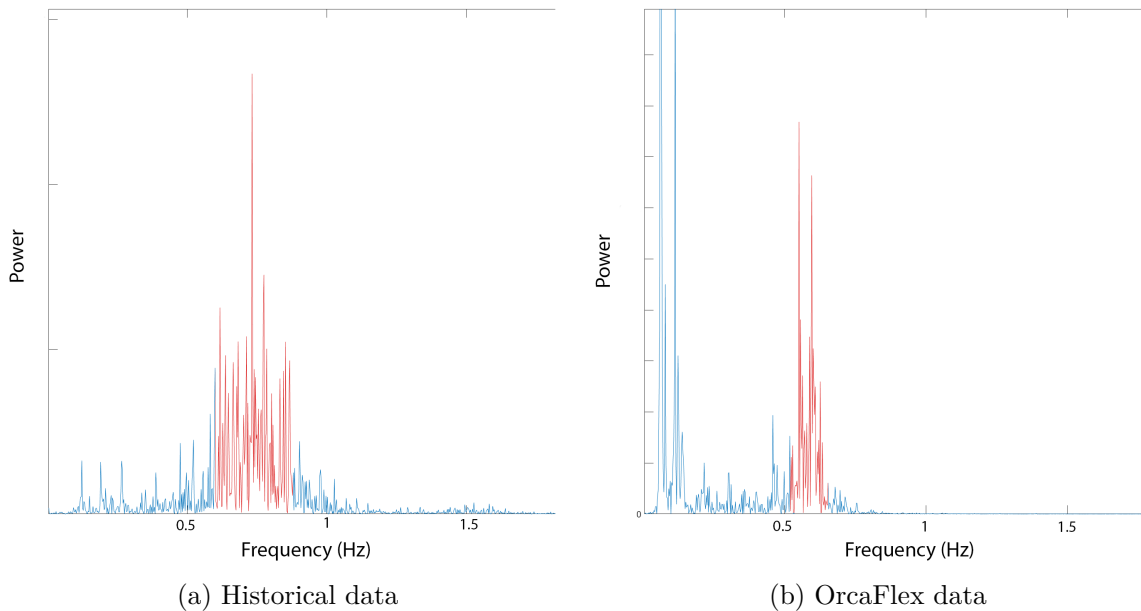 Power
0.5
1
1.5
Frequency (Hz)
(a) Historical data
Power
0
0.5
1
1.5
Frequency (Hz)
(b) OrcaFlex data